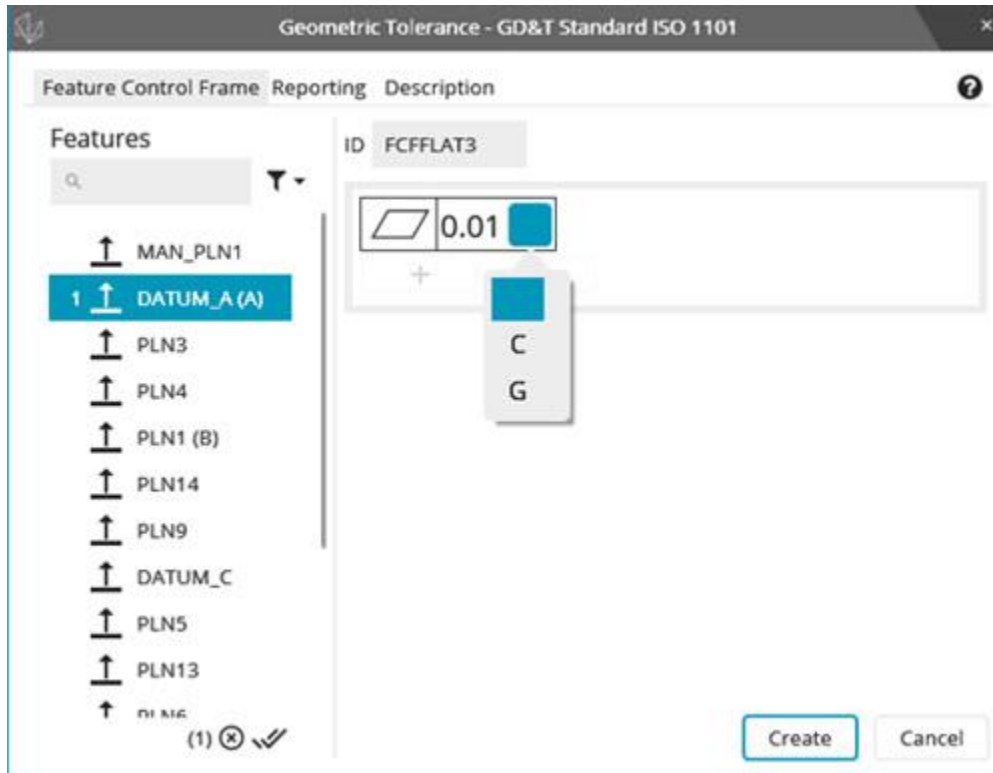 Geometric Tolerance - GD&T Standard ISO 1101
Feature Control Frame Reporting Description
Features
ID FCFFLAT3
0.01
C
G
MAN_PLN1
1 DATUM_A (A)
PLN3
PLN4
PLN1 (B)
PLN14
PLN9
DATUM_C
PLN5
PLN13
(1)
Create Cancel